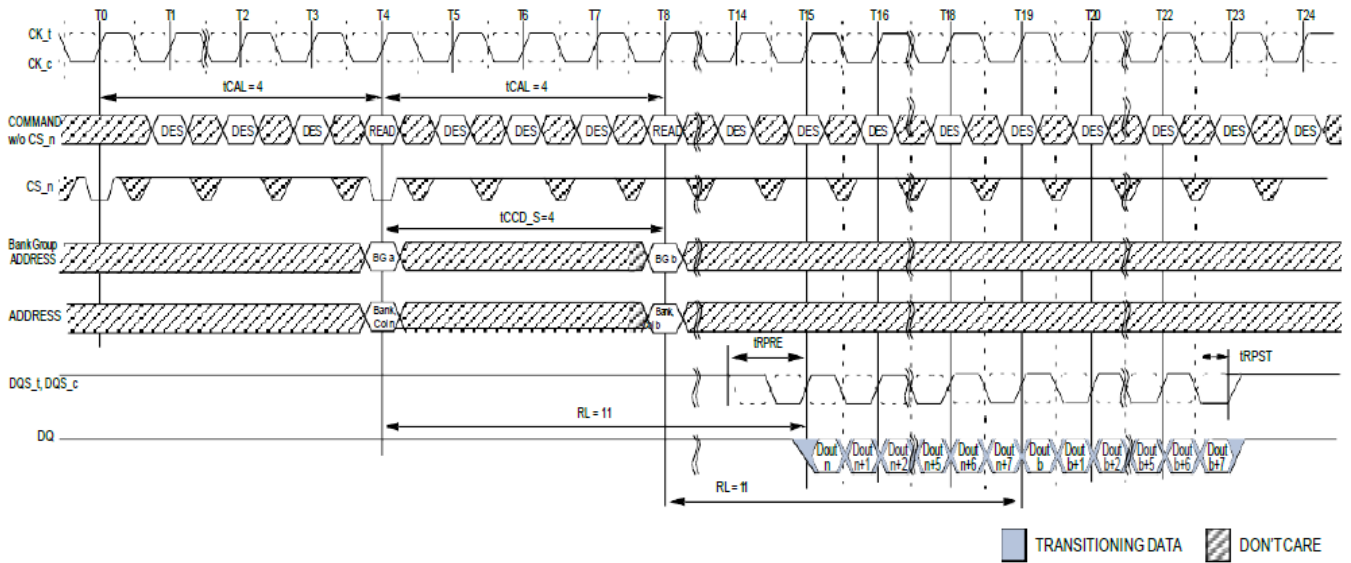 T0 T1 T2 T3 T4 T5 T6 T7 T8 T14 T15 T16 T18 T19 T20 T22 T23 T24
CK_t
CK_c
tCAL = 4 tCAL = 4
COMMAND
w/o CS_n
DES DES DES READ DES DES DES READ DES DES DES DES DES DES DES DES DES
CS_n
tCCD_S=4
Bank Group
ADDRESS
BG a BG b
ADDRESS
Bank, Col n
Bank, b
tRPRE tRPST
DQS_t, DQS_c
RL = 11
DQ
Dout n Dout n+1 Dout n+2 Dout n+5 Dout n+6 Dout n+7 Dout b Dout b+1 Dout b+2 Dout b+5 Dout b+6 Dout b+7
RL = 11
TRANSITIONING DATA DON'T CARE